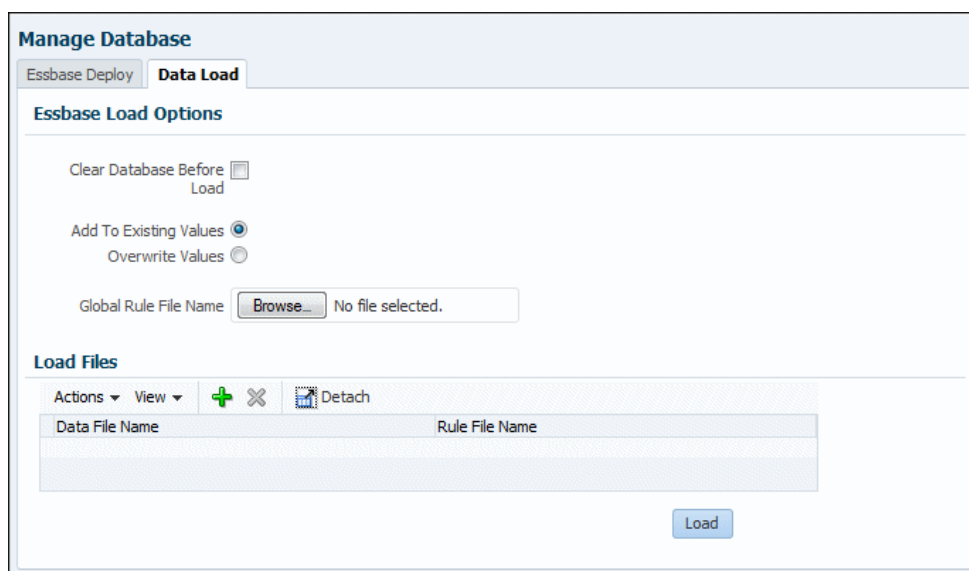 Manage Database
Essbase Deploy Data Load
Essbase Load Options
Clear Database Before
Load
Add To Existing Values
Overwrite Values
Global Rule File Name Browse... No file selected.
Load Files
Actions View Detach
Data File Name Rule File Name
Load